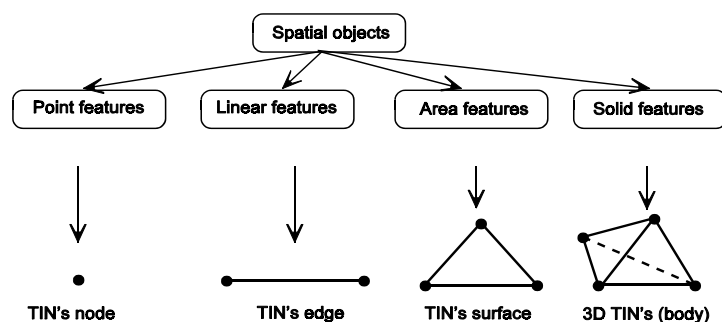 Spatial objects
Point features
Linear features
Area features
Solid features
TIN's node
TIN's edge
TIN's surface
3D TIN's (body)